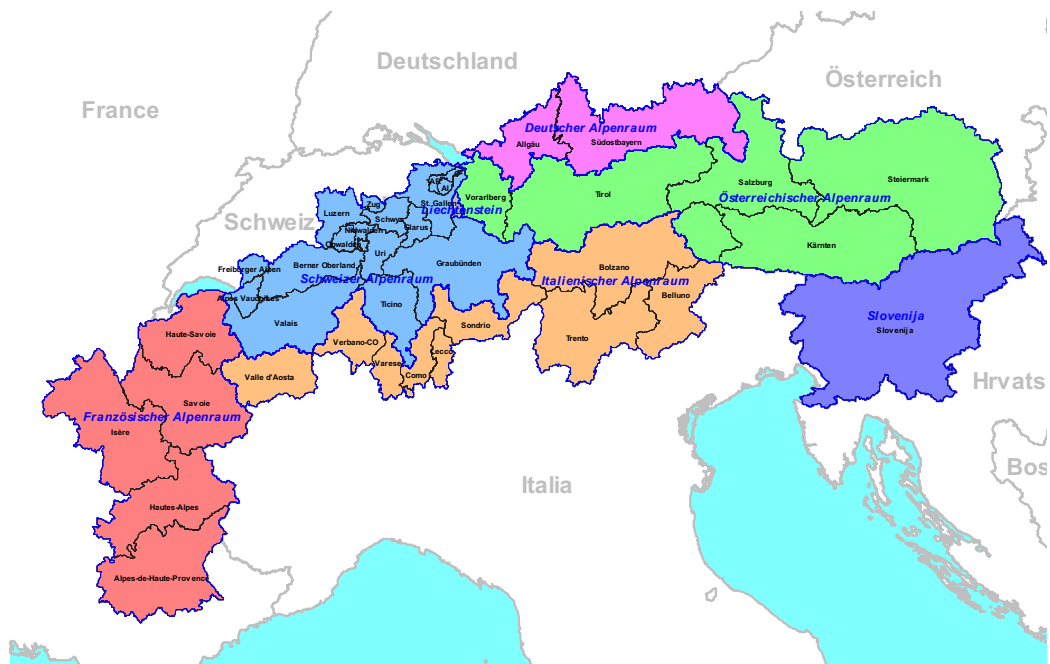 Deutschland
Österreich
France
Deutscher Alpenraum
Allgäu
Südostbayern
AR
AI
Salzburg
Steiermark
Vorarlberg
Tirol
Österreichischer Alpenraum
Zug
St. Gallen
Luzern
Schwyz
Liechtenstein
Schweiz
Nidwalden
Glarus
Obwalden
Uri
Kärnten
Berner Oberland
Graubünden
Freiberger Alpen
Bolzano
Schweizer Alpenraum
Italienischer Alpenraum
Alpes Vaudoises
Ticino
Belluno
Valais
Slovenija
Slovenija
Haute-Savoie
Sondrio
Verbano-CO
Trento
Lecco
Varese
Como
Valle d'Aosta
Hrvats
Savoie
Französischer Alpenraum
Isère
Bos
Italia
Hautes-Alpes
Alpes-de-Haute-Provence